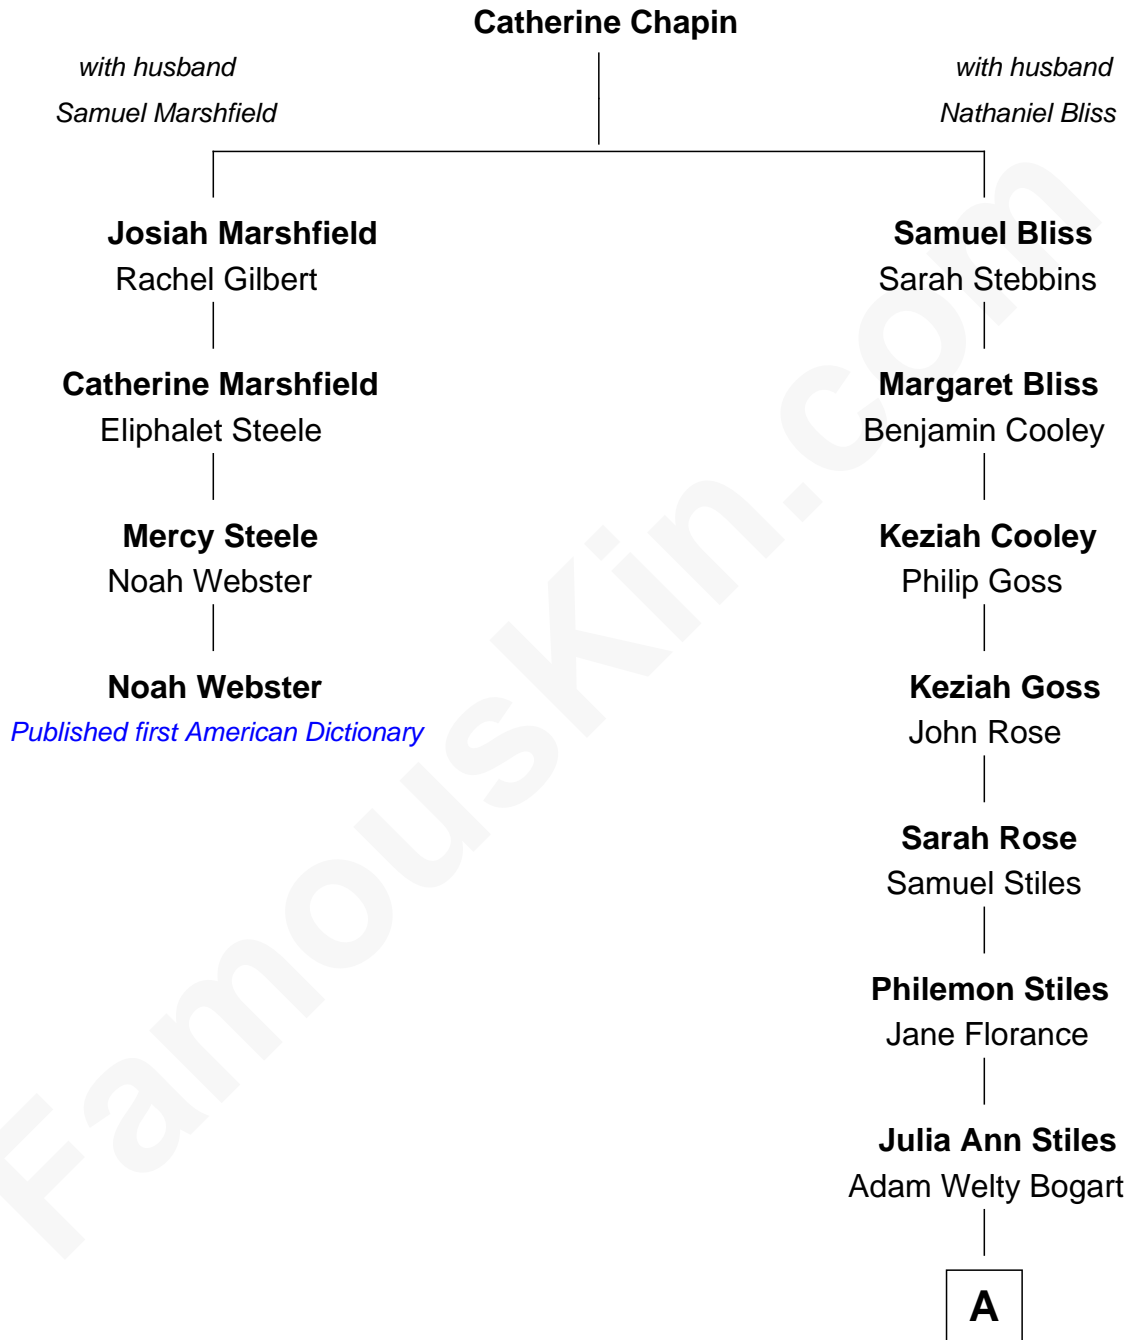 Catherine Chapin
with husband
Samuel Marshfield
with husband
Nathaniel Bliss
Josiah Marshfield
Rachel Gilbert
Catherine Marshfield
Eliphalet Steele
Mercy Steele
Noah Webster
Noah Webster
Published first American Dictionary
Samuel Bliss
Sarah Stebbins
Margaret Bliss
Benjamin Cooley
Keziah Cooley
Philip Goss
Keziah Goss
John Rose
Sarah Rose
Samuel Stiles
Philemon Stiles
Jane Florance
Julia Ann Stiles
Adam Welty Bogart
A
FamousKin.com